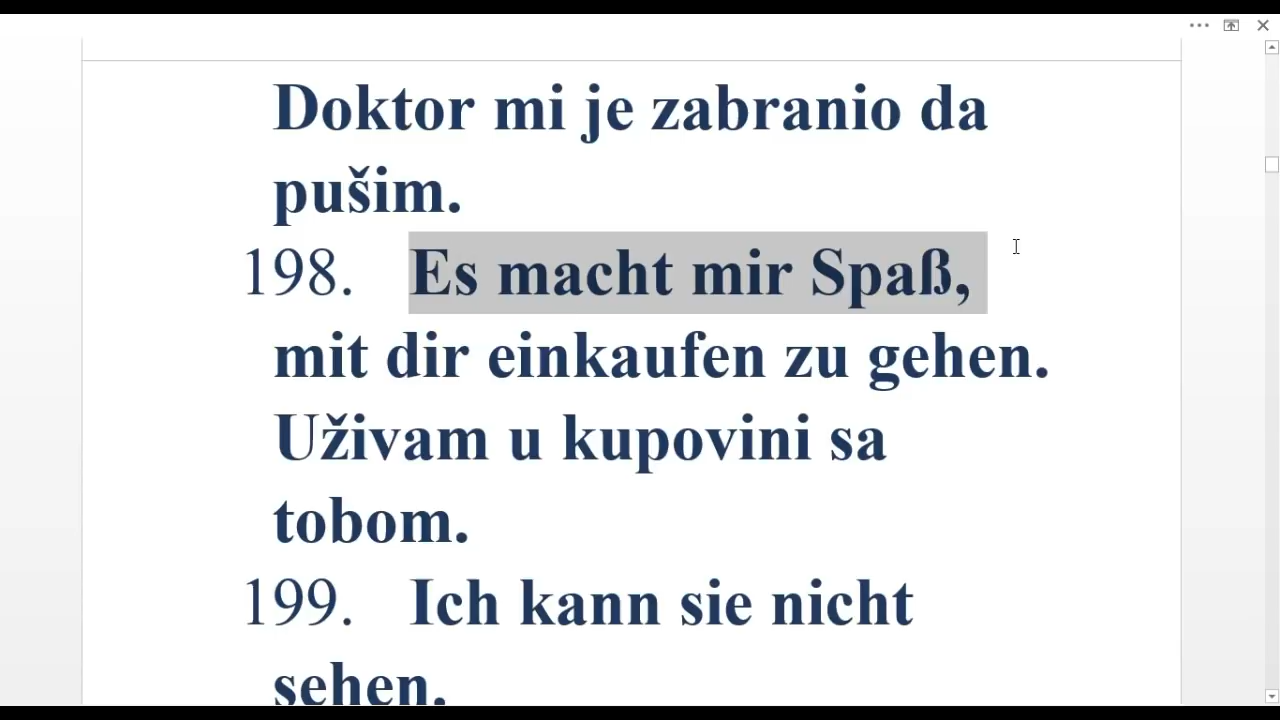 Doktor mi je zabranio da
pušim.
198. Es macht mir Spaß,
mit dir einkaufen zu gehen.
Uživam u kupovini sa
tobom.
199. Ich kann sie nicht
sehen.